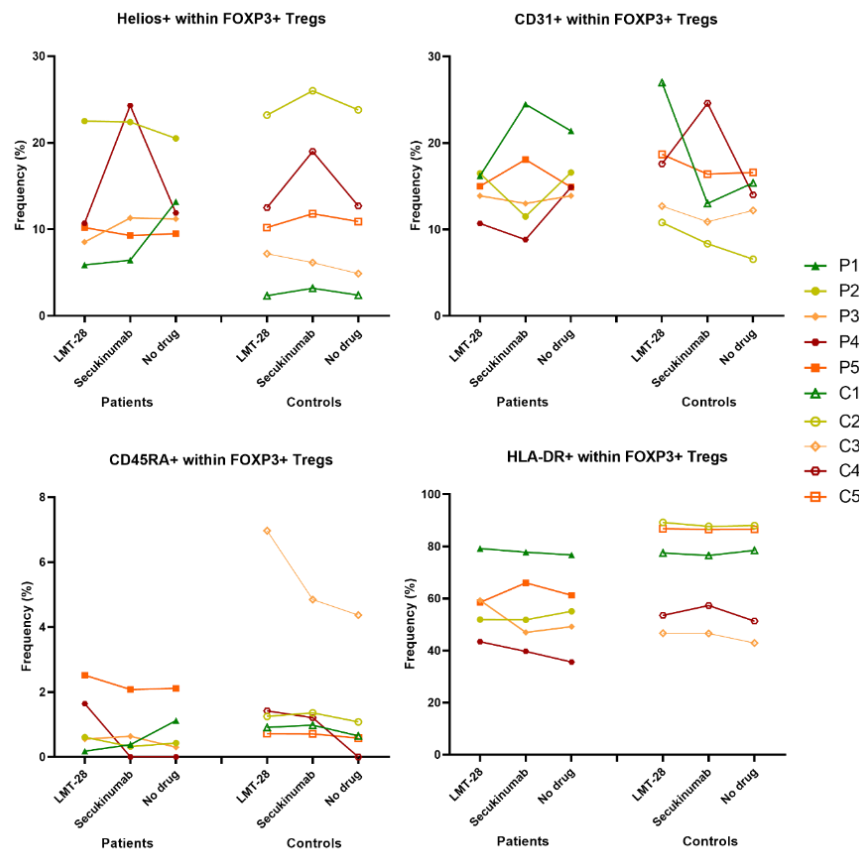 Helios+ within FOXP3+ Tregs
CD31+ within FOXP3+ Tregs
Frequency (%)
30
20
10
0
LMT-28
Secukinumab
No drug
LMT-28
Secukinumab
No drug
Patients
Controls
Frequency (%)
30
20
10
0
LMT-28
Secukinumab
No drug
LMT-28
Secukinumab
No drug
Patients
Controls
P1
P2
P3
P4
P5
C1
C2
C3
C4
C5
CD45RA+ within FOXP3+ Tregs
HLA-DR+ within FOXP3+ Tregs
Frequency (%)
8
6
4
2
0
LMT-28
Secukinumab
No drug
LMT-28
Secukinumab
No drug
Patients
Controls
Frequency (%)
100
80
60
40
20
0
LMT-28
Secukinumab
No drug
LMT-28
Secukinumab
No drug
Patients
Controls